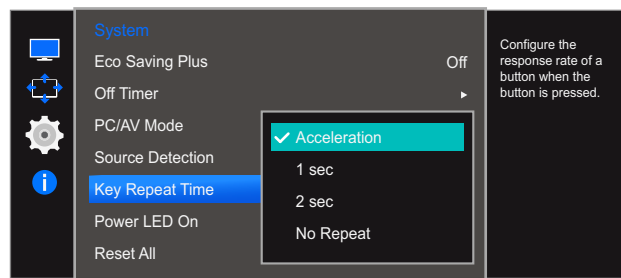 System
Eco Saving Plus Off
Off Timer
PC/AV Mode
Source Detection
Key Repeat Time
Power LED On
Reset All
Acceleration
1 sec
2 sec
No Repeat
Configure the
response rate of a
button when the
button is pressed.